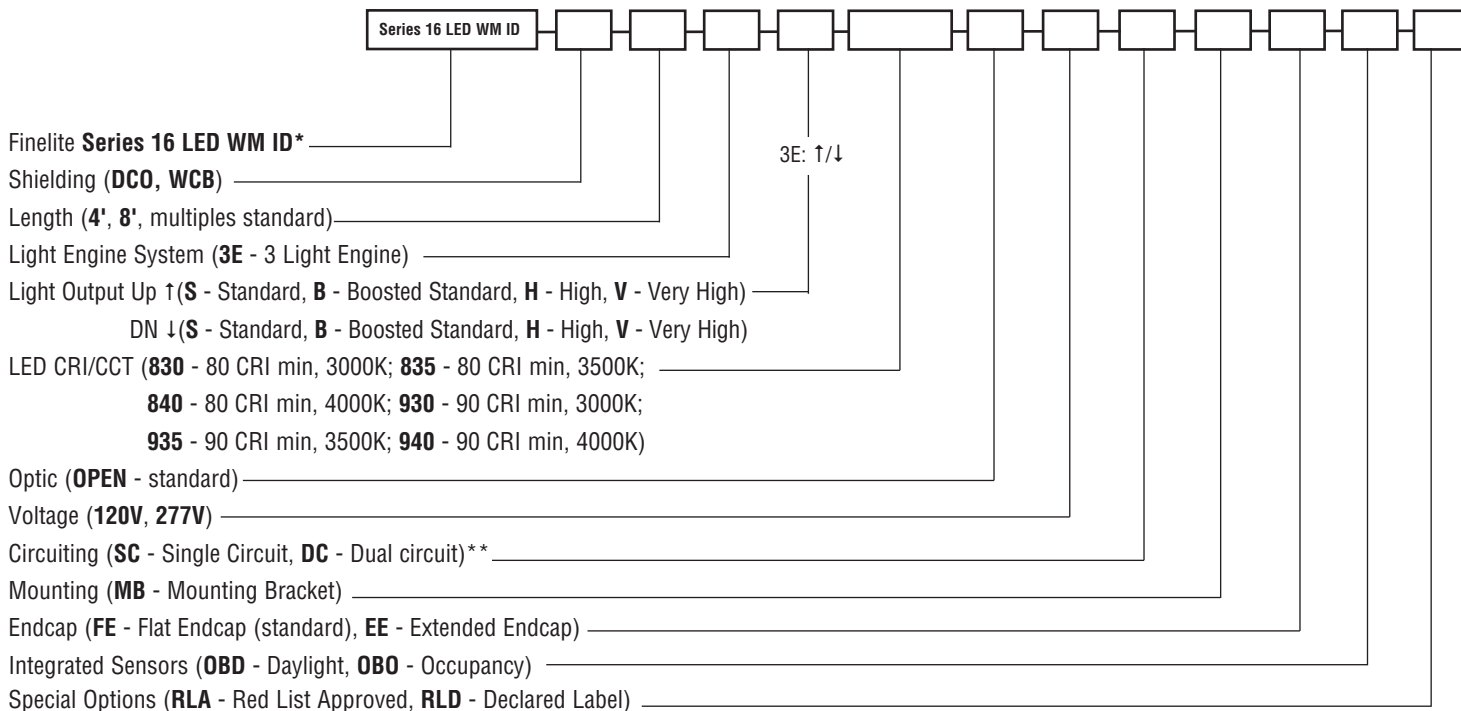 Series 16 LED WM ID
Finelite Series 16 LED WM ID*
3E: ↑/↓
Shielding (DCO, WCB)
Length (4', 8', multiples standard)
Light Engine System (3E - 3 Light Engine)
Light Output Up ↑(S - Standard, B - Boosted Standard, H - High, V - Very High)
DN ↓(S - Standard, B - Boosted Standard, H - High, V - Very High)
LED CRI/CCT (830 - 80 CRI min, 3000K; 835 - 80 CRI min, 3500K;
840 - 80 CRI min, 4000K; 930 - 90 CRI min, 3000K;
935 - 90 CRI min, 3500K; 940 - 90 CRI min, 4000K)
Optic (OPEN - standard)
Voltage (120V, 277V)
Circuiting (SC - Single Circuit, DC - Dual circuit)**
Mounting (MB - Mounting Bracket)
Endcap (FE - Flat Endcap (standard), EE - Extended Endcap)
Integrated Sensors (OBD - Daylight, OBO - Occupancy)
Special Options (RLA - Red List Approved, RLD - Declared Label)